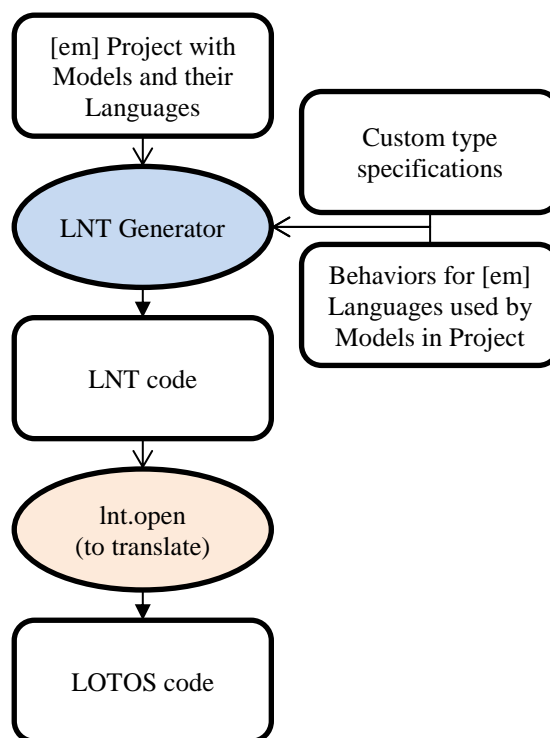 [em] Project with
Models and their
Languages
Custom type
specifications
LNT Generator
Behaviors for [em]
Languages used by
Models in Project
LNT code
lnt.open
(to translate)
LOTOS code